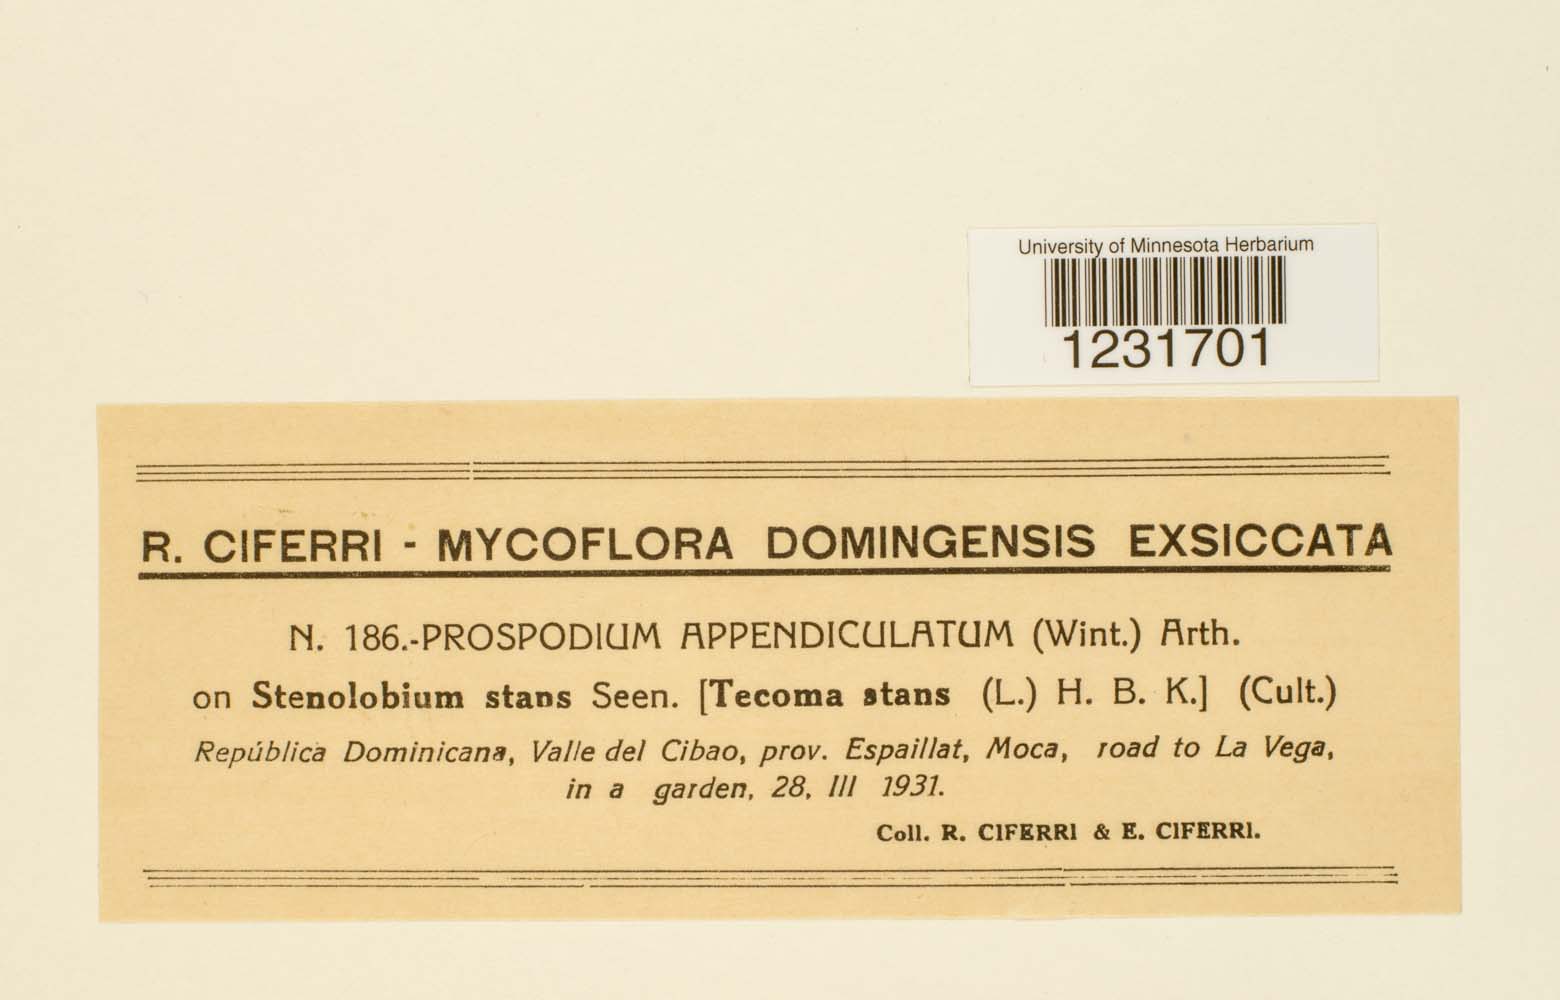 University of Minnesota Herbarium
1231701
R. CIFERRI - MYCOFLORA DOMINGENSIS EXSICCATA
N. 186.-PROSPODIUM APPENDICULATUM (Wint.) Arth.
on Stenolobium stans Seen. [Tecoma stans (L.) H. B. K.] (Cult.)
República Dominicana, Valle del Cibao, prov. Espaillat, Moca, road to La Vega,
in a garden, 28, III 1931.
Coll. R. CIFERRI & E. CIFERRI.